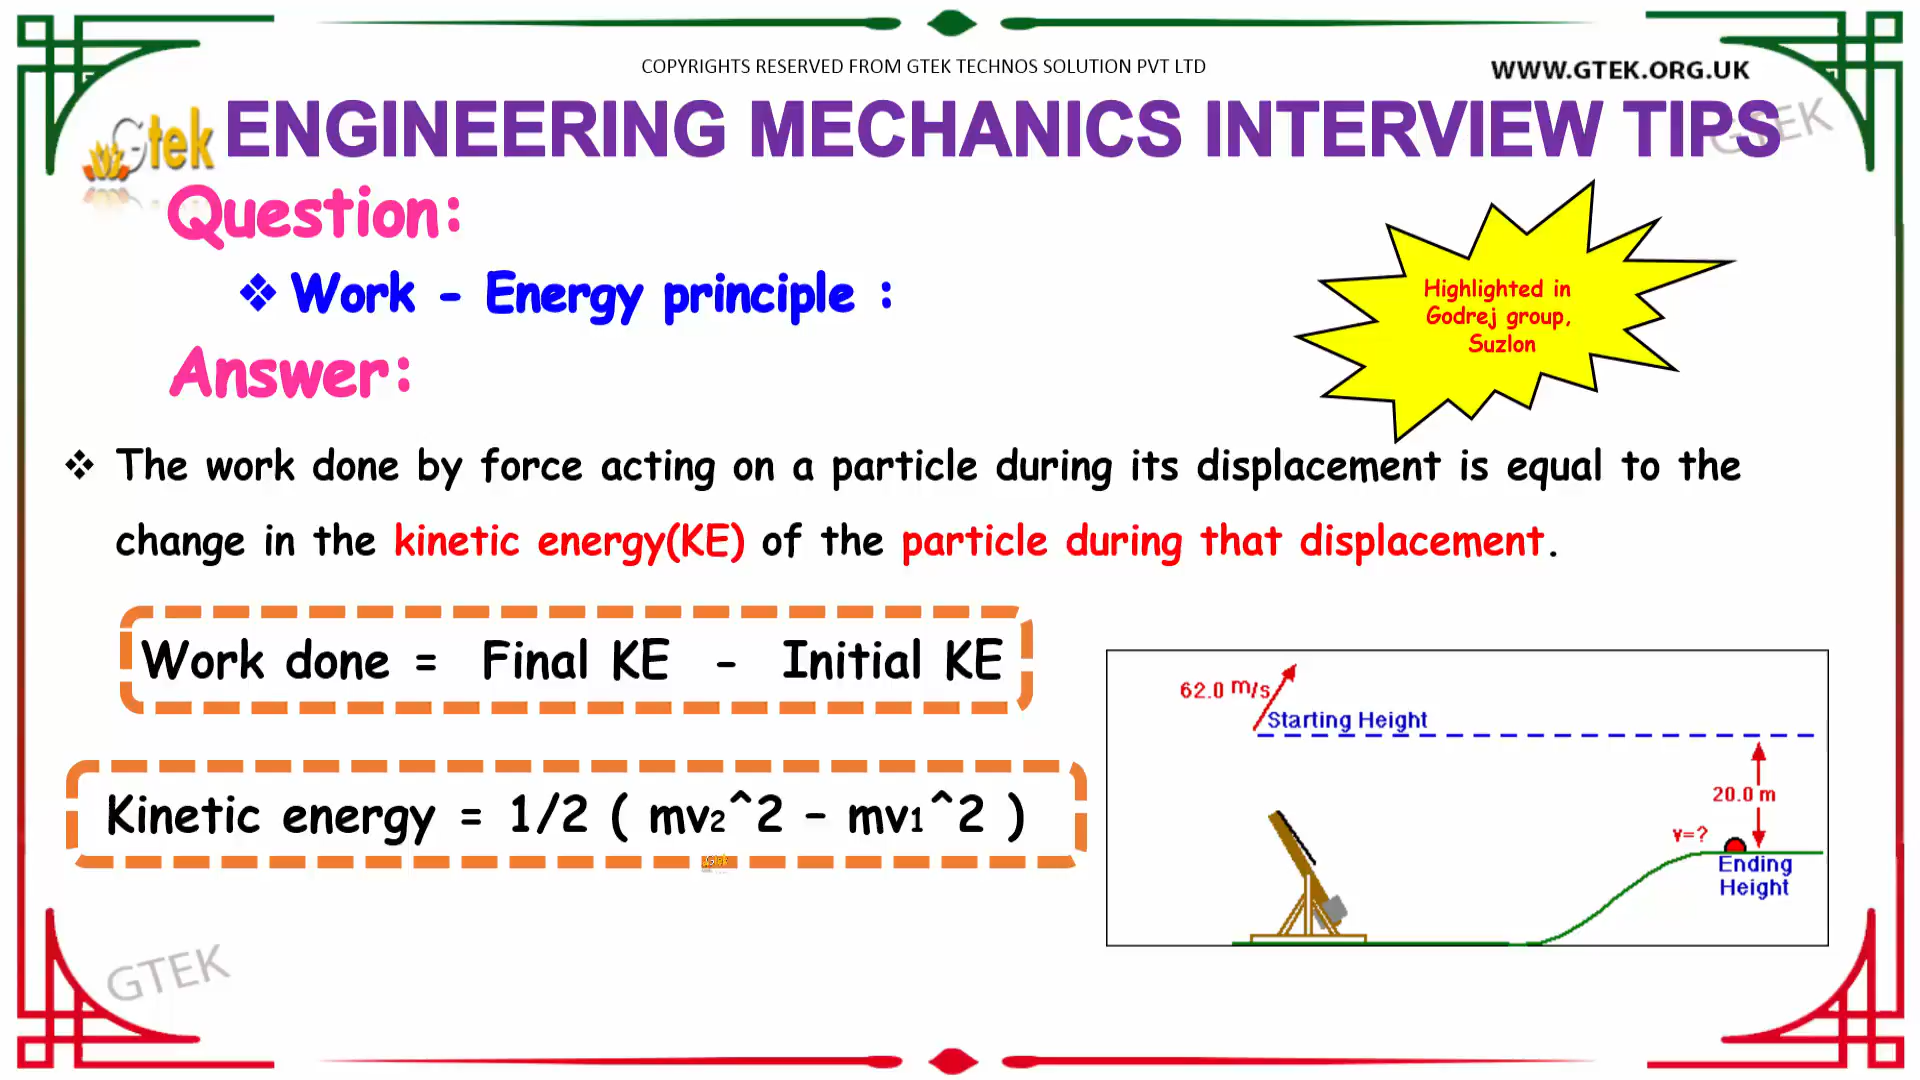 COPYRIGHTS RESERVED FROM GTEK TECHNOS SOLUTION PVT LTD
WWW.GTEK.ORG.UK
Gtek
ENGINEERING MECHANICS INTERVIEW TIPS
GTEK
Question:
❖ Work - Energy principle :
Highlighted in
Godrej group,
Suzlon
Answer:
❖ The work done by force acting on a particle during its displacement is equal to the
change in the kinetic energy(KE) of the particle during that displacement.
Work done = Final KE - Initial KE
Kinetic energy = 1/2 ( mv2^2 – mv1^2 )
Gtek
62.0 m/s
Starting Height
20.0 m
v=?
Ending
Height
GTEK